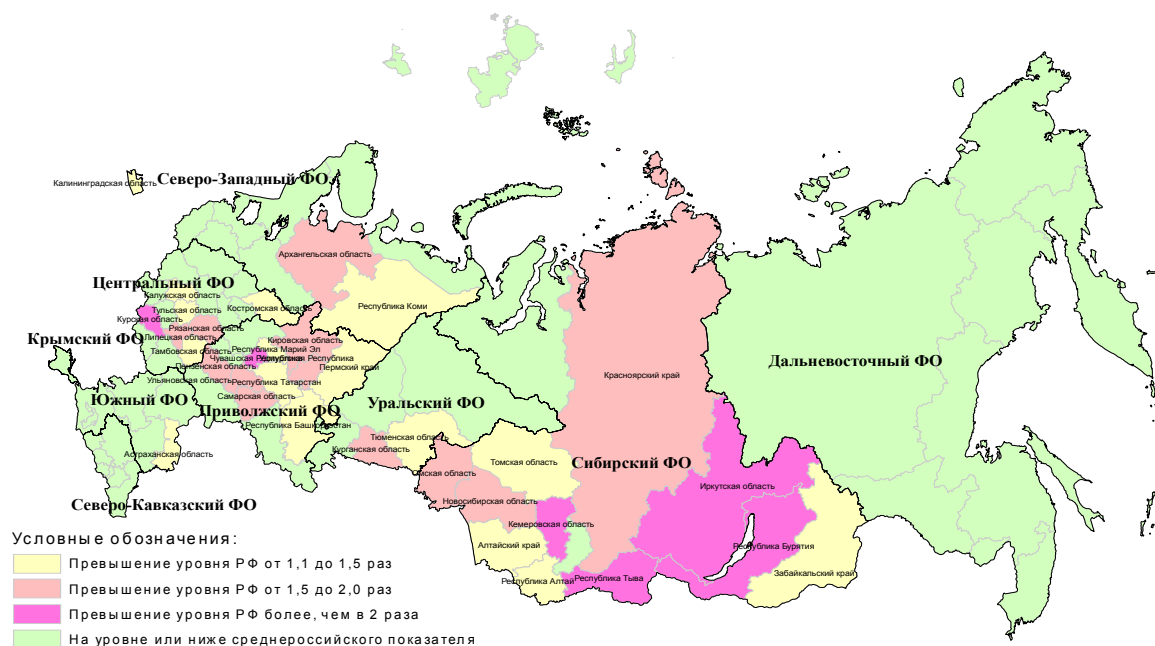 Северо-Западный ФО
Калининградская область
Архангельская область
Центральный ФО
Калужская область
Республика Коми
Тульская область
Костромская область
Курская область
Рязанская область
Крымский ФО
Липецкая область
Кировская область
Тамбовская область
Республика Марий Эл
Чувашская Республика
Республика
Пензенская область
Пермский край
Дальневосточный ФО
Красноярский край
Ульяновская область
Республика Татарстан
Южный ФО
Самарская область
Уральский ФО
Приволжский ФО
Республика Башкортостан
Тюменская область
Курганская область
Астраханская область
Томская область
Сибирский ФО
Омская область
Иркутская область
Новосибирская область
Северо-Кавказский ФО
Кемеровская область
Алтайский край
Республика Бурятия
Забайкальский край
Республика Алтай
Республика Тыва
Условные обозначения:
Превышение уровня РФ от 1,1 до 1,5 раз
Превышение уровня РФ от 1,5 до 2,0 раз
Превышение уровня РФ более, чем в 2 раза
На уровне или ниже среднероссийского показателя